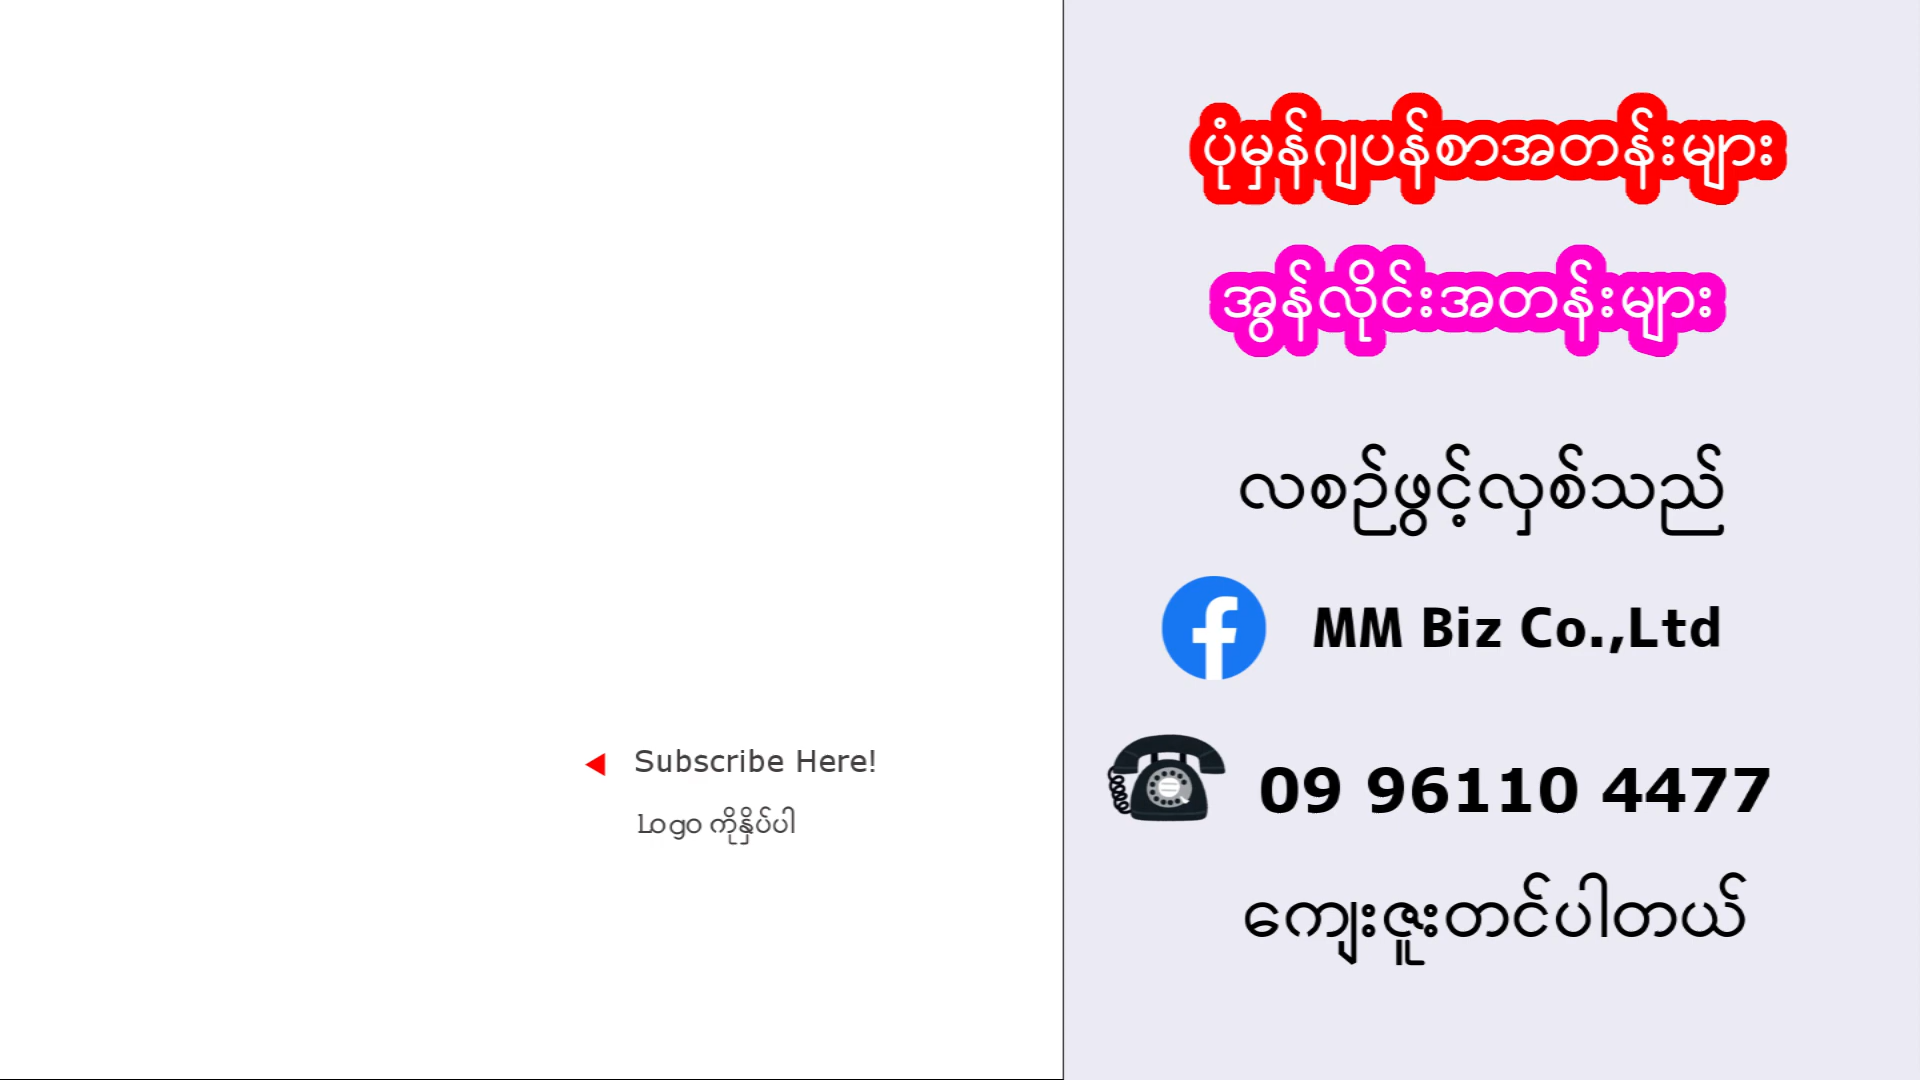 Subscribe Here!
Logo ကိုနှိပ်ပါ
ပုံမှန်ဂျပန်စာအတန်းများ
အွန်လိုင်းအတန်းများ
လစဉ်ဖွင့်လှစ်သည်
MM Biz Co.,Ltd
09 96110 4477
ကျေးဇူးတင်ပါတယ်